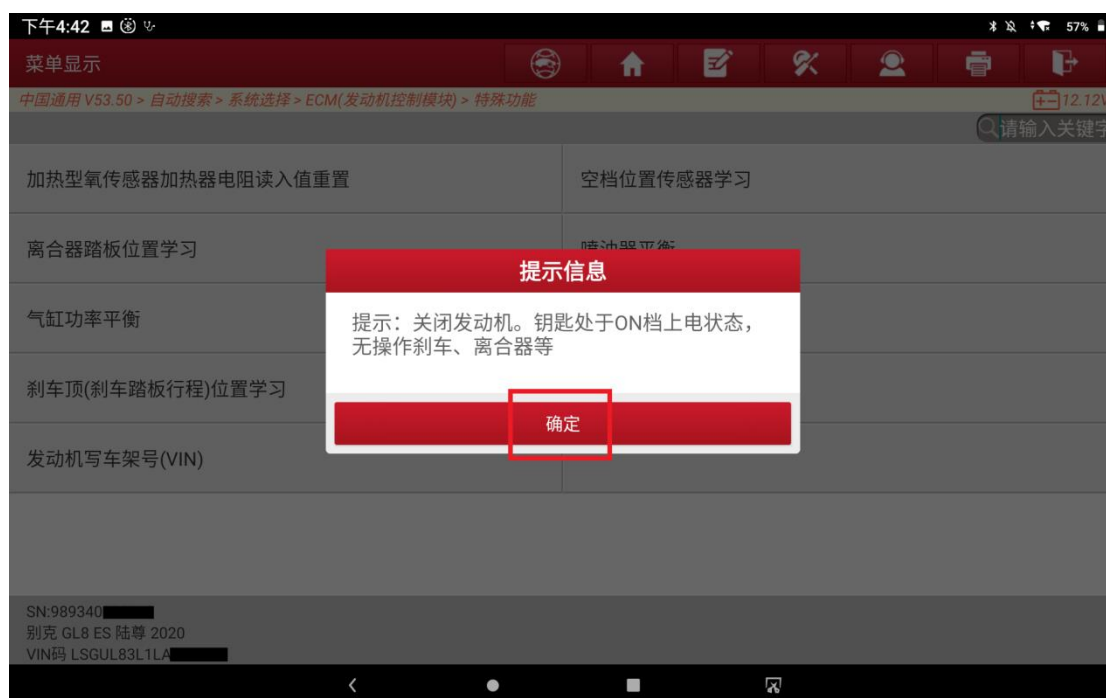 下午4:42
57%
菜单显示
中国通用 V53.50 > 自动搜索 > 系统选择 > ECM(发动机控制模块) > 特殊功能
12.12V
请输入关键字
加热型氧传感器加热器电阻读入值重置
空档位置传感器学习
离合器踏板位置学习
喷油器平衡
提示信息
气缸功率平衡
提示：关闭发动机。钥匙处于ON档上电状态，
无操作刹车、离合器等
刹车顶(刹车踏板行程)位置学习
确定
发动机写车架号(VIN)
SN:989340
别克 GL8 ES 陆尊 2020
VIN码 LSGUL83L1LA